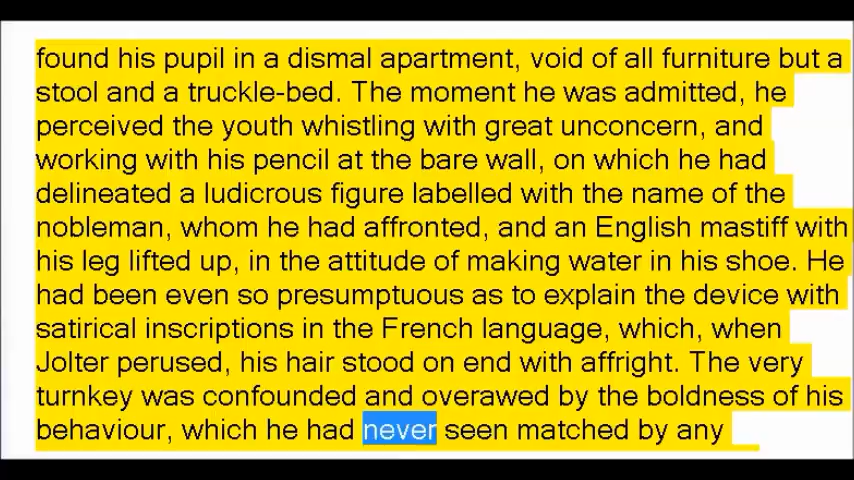 found his pupil in a dismal apartment, void of all furniture but a
stool and a truckle-bed. The moment he was admitted, he
perceived the youth whistling with great unconcern, and
working with his pencil at the bare wall, on which he had
delineated a ludicrous figure labelled with the name of the
nobleman, whom he had affronted, and an English mastiff with
his leg lifted up, in the attitude of making water in his shoe. He
had been even so presumptuous as to explain the device with
satirical inscriptions in the French language, which, when
Jolter perused, his hair stood on end with affright. The very
turnkey was confounded and overawed by the boldness of his
behaviour, which he had never seen matched by any